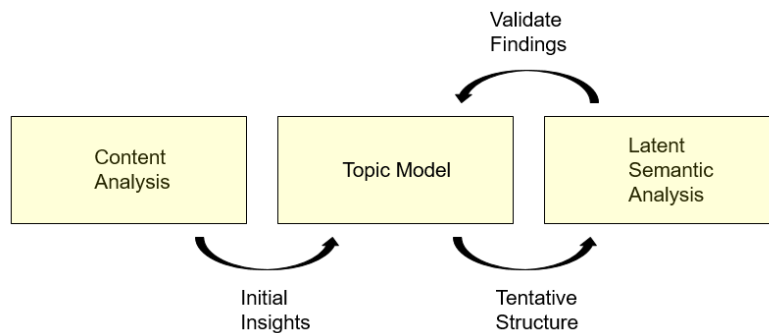 Validate
Findings
Content
Analysis
Topic Model
Latent
Semantic
Analysis
Initial
Insights
Tentative
Structure